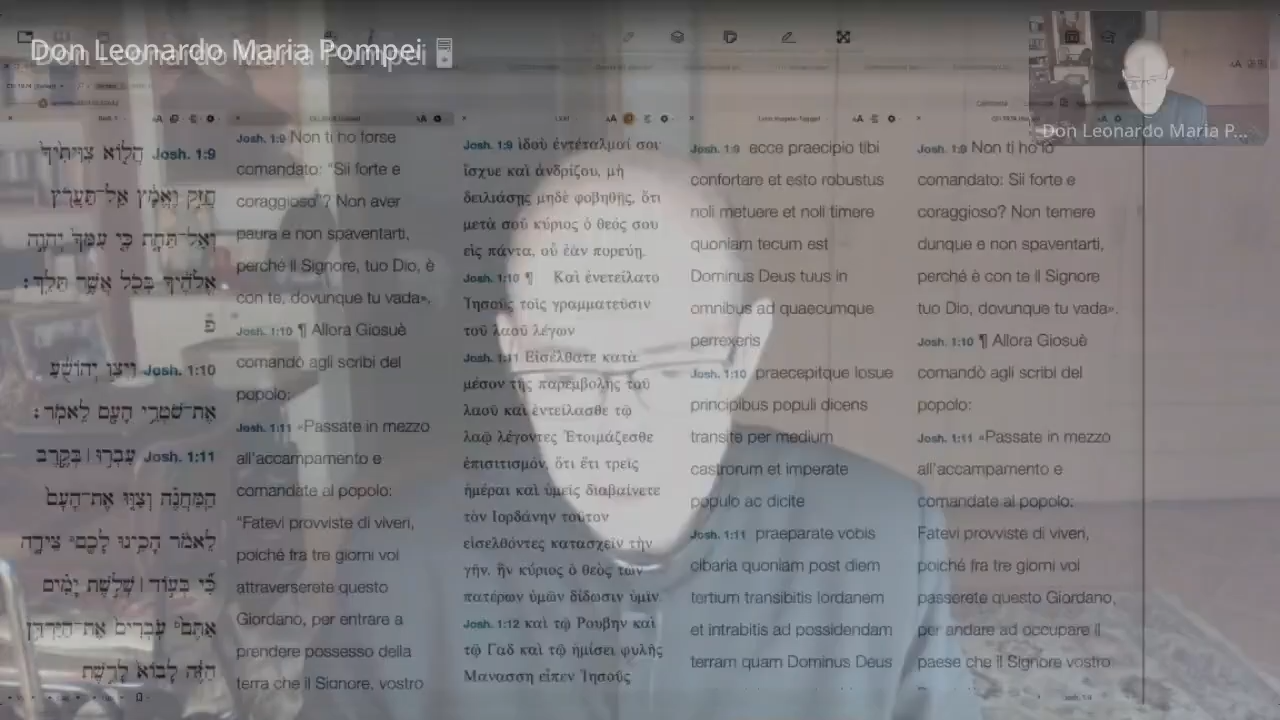 Don Leonardo Maria Pompei
Don Leonardo Maria P...
Josh. 1:9 הֲלוֹא צִוִּיתִיךָ
חֲזַק וֶאֱמָץ אַל־תַּעֲרֹץ
וְאַל־תֵּחָת כִּי עִמְּךָ יְהוָה
אֱלֹהֶיךָ בְּכֹל אֲשֶׁר תֵּלֵךְ׃
פ
Josh. 1:10 וַיְצַו יְהוֹשֻׁעַ
אֶת־שֹׁטְרֵי הָעָם לֵאמֹר׃
Josh. 1:11 עִבְרוּ׀ בְּקֶרֶב
הַמַּחֲנֶה וְצַוּוּ אֶת־הָעָם
לֵאמֹר הָכִינוּ לָכֶם צֵידָה
כִּי בְּעוֹד׀ שְׁלֹשֶׁת יָמִים
אַתֶּם עֹבְרִים אֶת־הַיַּרְדֵּן
הַזֶּה לָבוֹא לָרֶשֶׁת
Josh. 1:9 Non ti ho forse
comandato: “Sii forte e
coraggioso”? Non aver
paura e non spaventarti,
perché il Signore, tuo Dio, è
con te, dovunque tu vada».
Josh. 1:10 ¶ Allora Giosuè
comandò agli scribi del
popolo:
Josh. 1:11 «Passate in mezzo
all’accampamento e
comandate al popolo:
“Fatevi provviste di viveri,
poiché fra tre giorni voi
attraverserete questo
Giordano, per entrare a
prendere possesso della
terra che il Signore, vostro
Josh. 1:9 ἰδοὺ ἐντέταλμαί σοι·
ἴσχυε καὶ ἀνδρίζου, μὴ
δειλιάσῃς μηδὲ φοβηθῇς, ὅτι
μετὰ σοῦ κύριος ὁ θεός σου
εἰς πάντα, οὗ ἐὰν πορεύῃ.
Josh. 1:10 ¶ Καὶ ἐνετείλατο
Ἰησοῦς τοῖς γραμματεῦσιν
τοῦ λαοῦ λέγων
Josh. 1:11 Εἰσέλθατε κατὰ
μέσον τῆς παρεμβολῆς τοῦ
λαοῦ καὶ ἐντείλασθε τῷ
λαῷ λέγοντες Ἑτοιμάζεσθε
ἐπισιτισμόν, ὅτι ἔτι τρεῖς
ἡμέραι καὶ ὑμεῖς διαβαίνετε
τὸν Ιορδάνην τοῦτον
εἰσελθόντες κατασχεῖν τὴν
γῆν, ἣν κύριος ὁ θεὸς τῶν
πατέρων ὑμῶν δίδωσιν ὑμῖν.
Josh. 1:12 καὶ τῷ Ρουβην καὶ
τῷ Γαδ καὶ τῷ ἡμίσει φυλῆς
Μανασση εἶπεν Ἰησοῦς
Josh. 1:9 ecce praecipio tibi
confortare et esto robustus
noli metuere et noli timere
quoniam tecum est
Dominus Deus tuus in
omnibus ad quaecumque
perrexeris
Josh. 1:10 praecepitque Iosue
principibus populi dicens
transite per medium
castrorum et imperate
populo ac dicite
Josh. 1:11 praeparate vobis
cibaria quoniam post diem
tertium transibitis Iordanem
et intrabitis ad possidendam
terram quam Dominus Deus
Josh. 1:9 Non ti ho io
comandato: Sii forte e
coraggioso? Non temere
dunque e non spaventarti,
perché è con te il Signore
tuo Dio, dovunque tu vada».
Josh. 1:10 ¶ Allora Giosuè
comandò agli scribi del
popolo:
Josh. 1:11 «Passate in mezzo
all’accampamento e
comandate al popolo:
Fatevi provviste di viveri,
poiché fra tre giorni voi
passerete questo Giordano,
per andare ad occupare il
paese che il Signore vostro